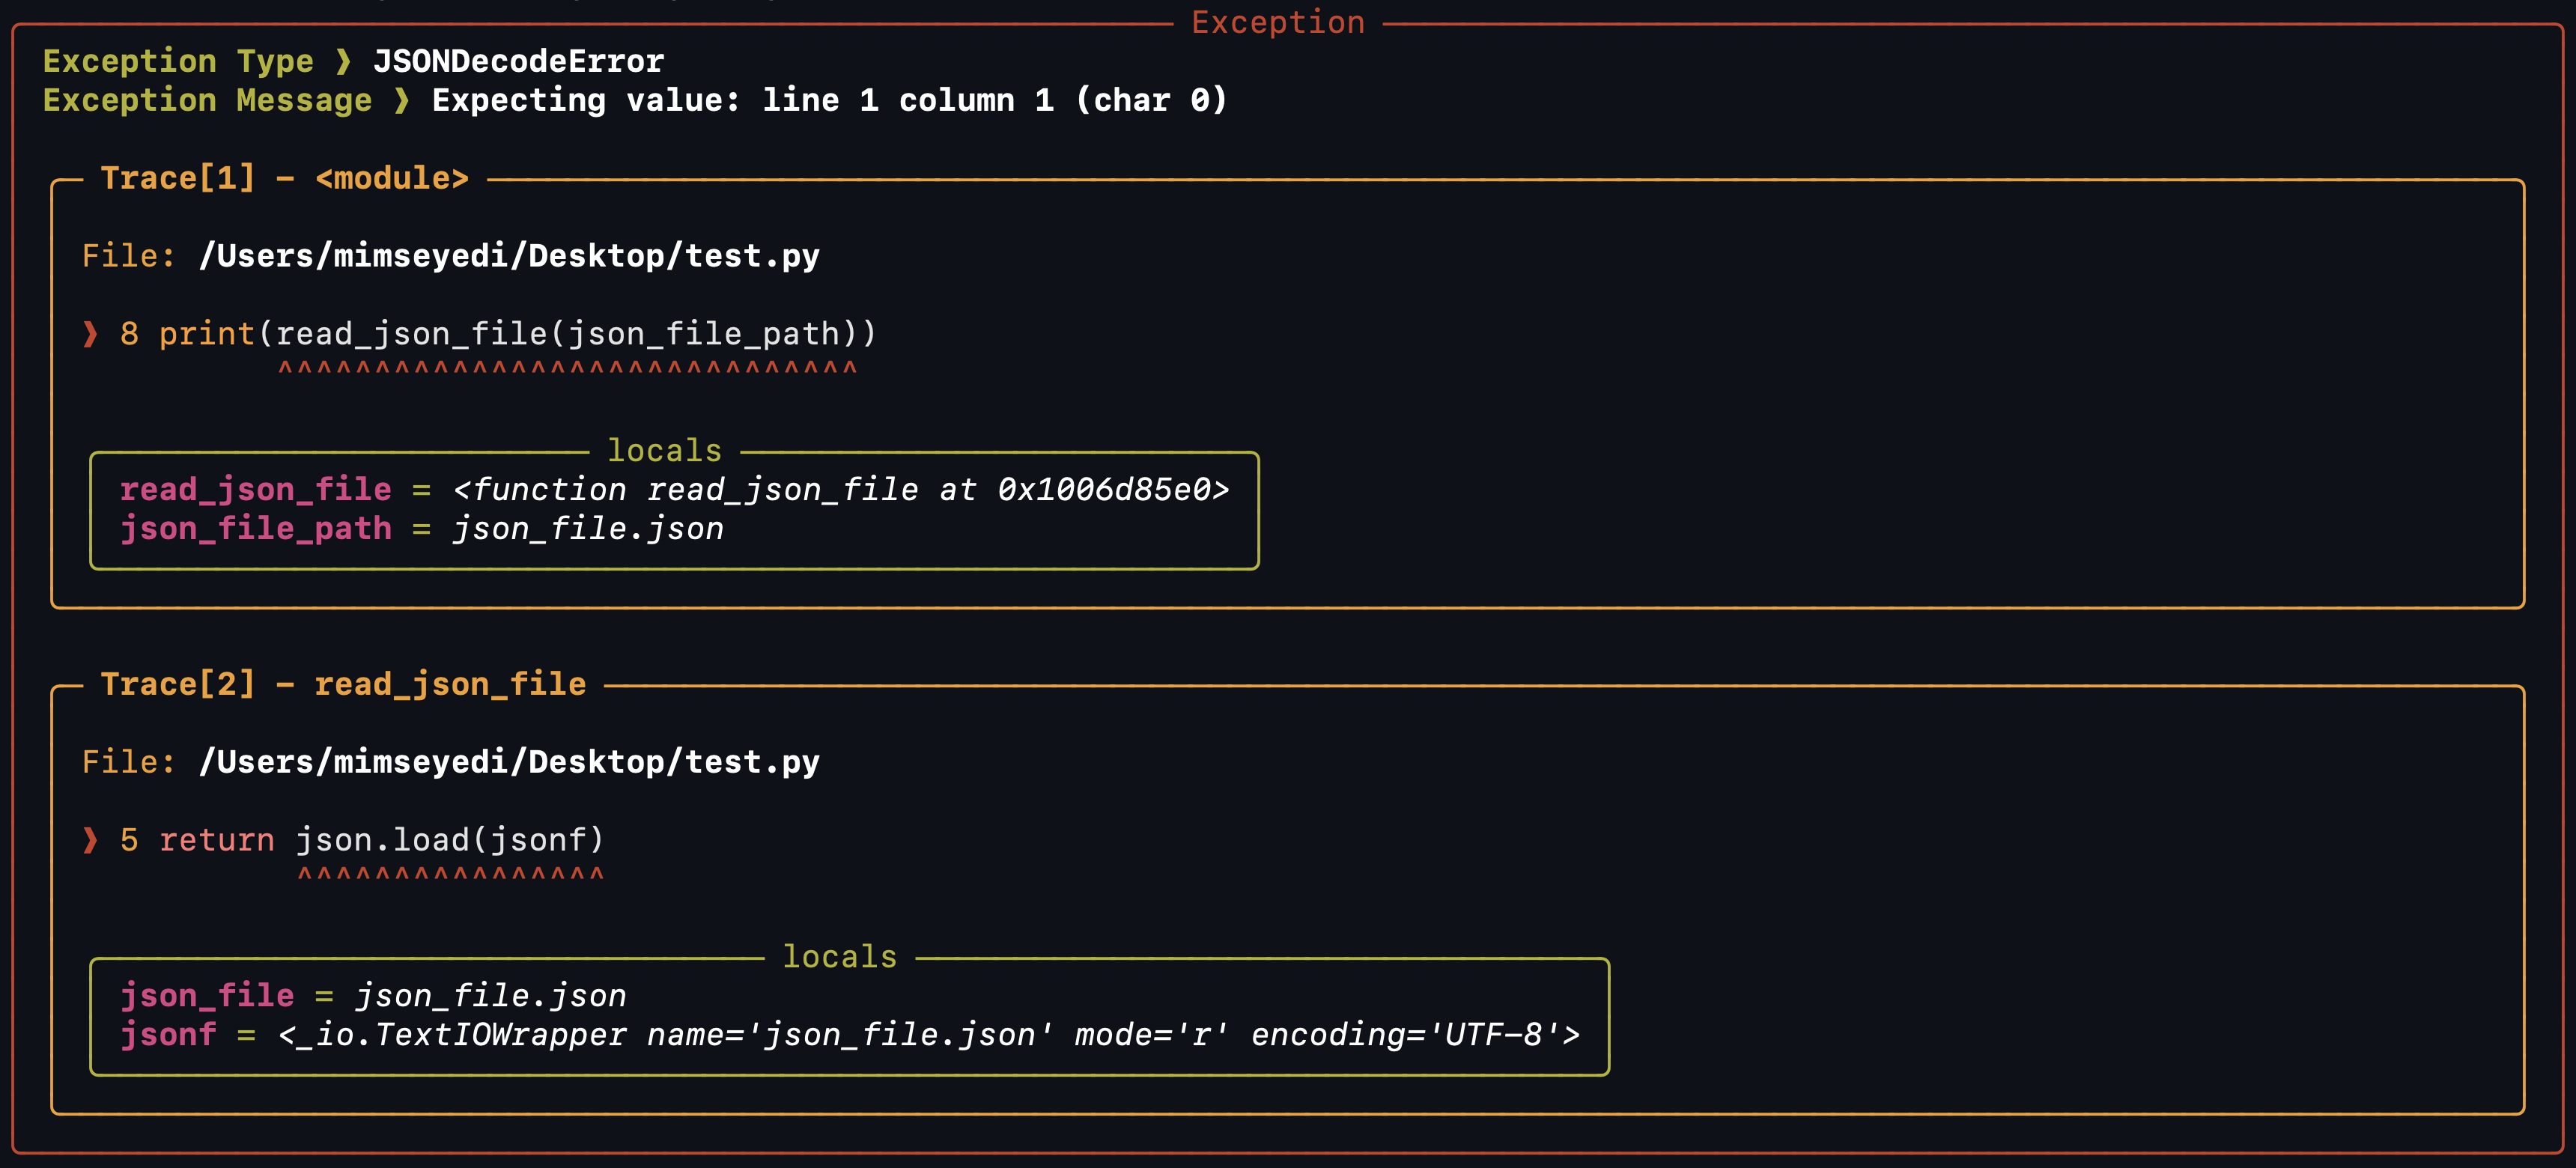 Exception
Exception Type ❱ JSONDecodeError
Exception Message ❱ Expecting value: line 1 column 1 (char 0)
Trace[1] - <module>
File: /Users/mimseyedi/Desktop/test.py
❱ 8 print(read_json_file(json_file_path))
^^^^^^^^^^^^^^^^^^^^^^^^^^^^^^
locals
read_json_file = <function read_json_file at 0x1006d85e0>
json_file_path = json_file.json
Trace[2] - read_json_file
File: /Users/mimseyedi/Desktop/test.py
❱ 5 return json.load(jsonf)
^^^^^^^^^^^^^^^^
locals
json_file = json_file.json
jsonf = <_io.TextIOWrapper name='json_file.json' mode='r' encoding='UTF-8'>